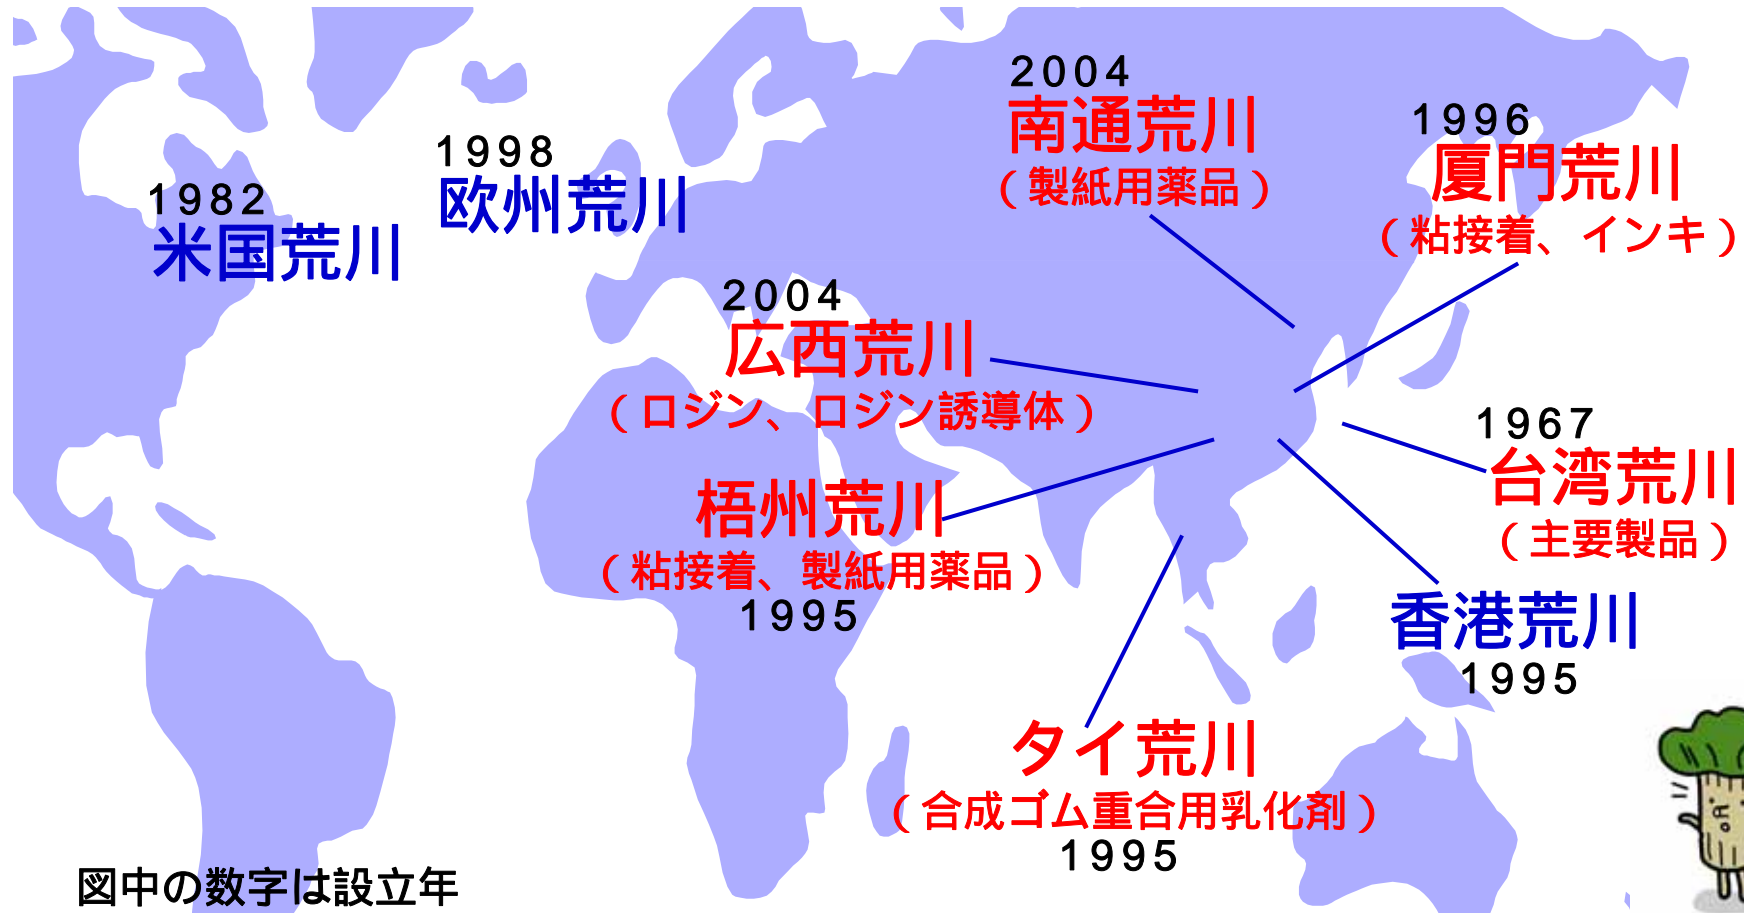 2004
南通荒川
（製紙用薬品）
1996
厦門荒川
（粘接着、インキ）
1998
欧州荒川
1982
米国荒川
2004
広西荒川
（ロジン、ロジン誘導体）
1967
台湾荒川
（主要製品）
梧州荒川
（粘接着、製紙用薬品）
1995
香港荒川
1995
タイ荒川
（合成ゴム重合用乳化剤）
1995
図中の数字は設立年